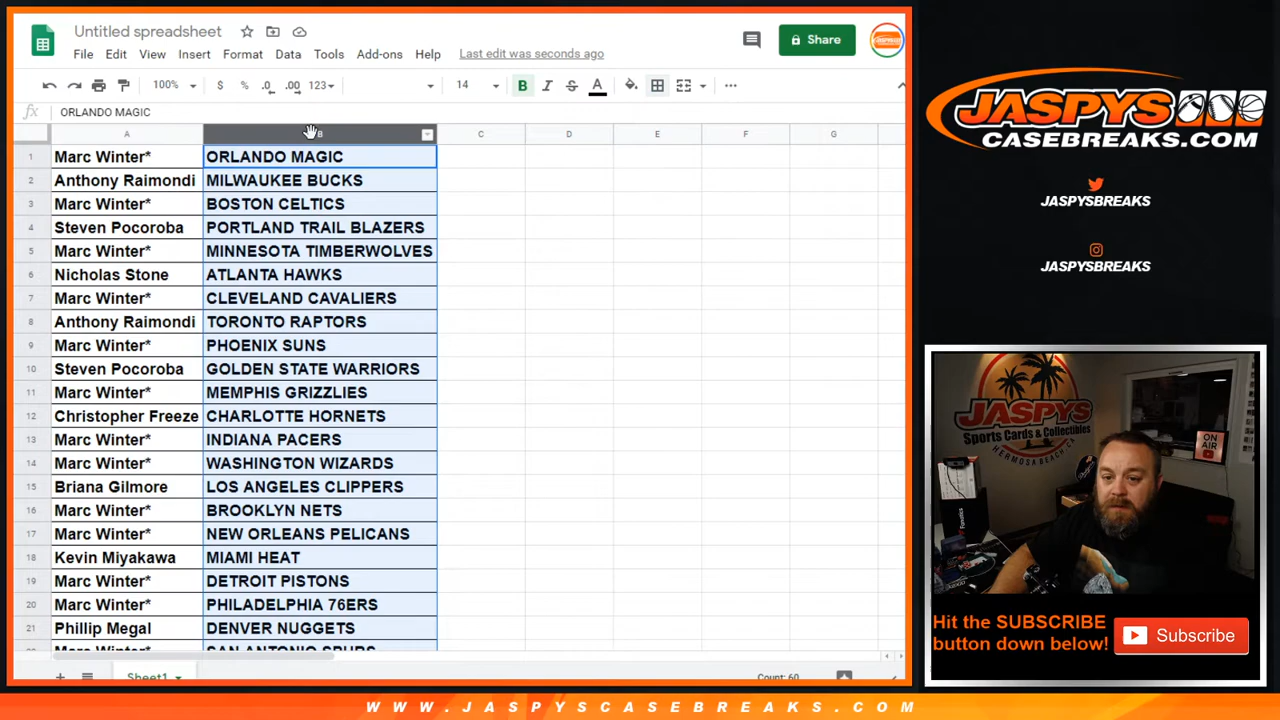 Untitled spreadsheet
File Edit View Insert Format Data Tools Add-ons Help Last edit was seconds ago
Share
100% $ % .0 .00 123 14 B I S A
fx ORLANDO MAGIC
A B C D E F G
1 Marc Winter* ORLANDO MAGIC
2 Anthony Raimondi MILWAUKEE BUCKS
3 Marc Winter* BOSTON CELTICS
4 Steven Pocoroba PORTLAND TRAIL BLAZERS
5 Marc Winter* MINNESOTA TIMBERWOLVES
6 Nicholas Stone ATLANTA HAWKS
7 Marc Winter* CLEVELAND CAVALIERS
8 Anthony Raimondi TORONTO RAPTORS
9 Marc Winter* PHOENIX SUNS
10 Steven Pocoroba GOLDEN STATE WARRIORS
11 Marc Winter* MEMPHIS GRIZZLIES
12 Christopher Freeze CHARLOTTE HORNETS
13 Marc Winter* INDIANA PACERS
14 Marc Winter* WASHINGTON WIZARDS
15 Briana Gilmore LOS ANGELES CLIPPERS
16 Marc Winter* BROOKLYN NETS
17 Marc Winter* NEW ORLEANS PELICANS
18 Kevin Miyakawa MIAMI HEAT
19 Marc Winter* DETROIT PISTONS
20 Marc Winter* PHILADELPHIA 76ERS
21 Phillip Megal DENVER NUGGETS
Marc Winter* SAN ANTONIO SPURS
Sheet1
Count: 60
JASPYS
CASEBREAKS.COM
JASPYSBREAKS
JASPYSBREAKS
JASPYS
Sports Cards & Collectibles
HERMOSA BEACH, CA
ON
AIR
Fanatics
Hit the SUBSCRIBE
button down below!
Subscribe
WWW.JASPYSCASEBREAKS.COM